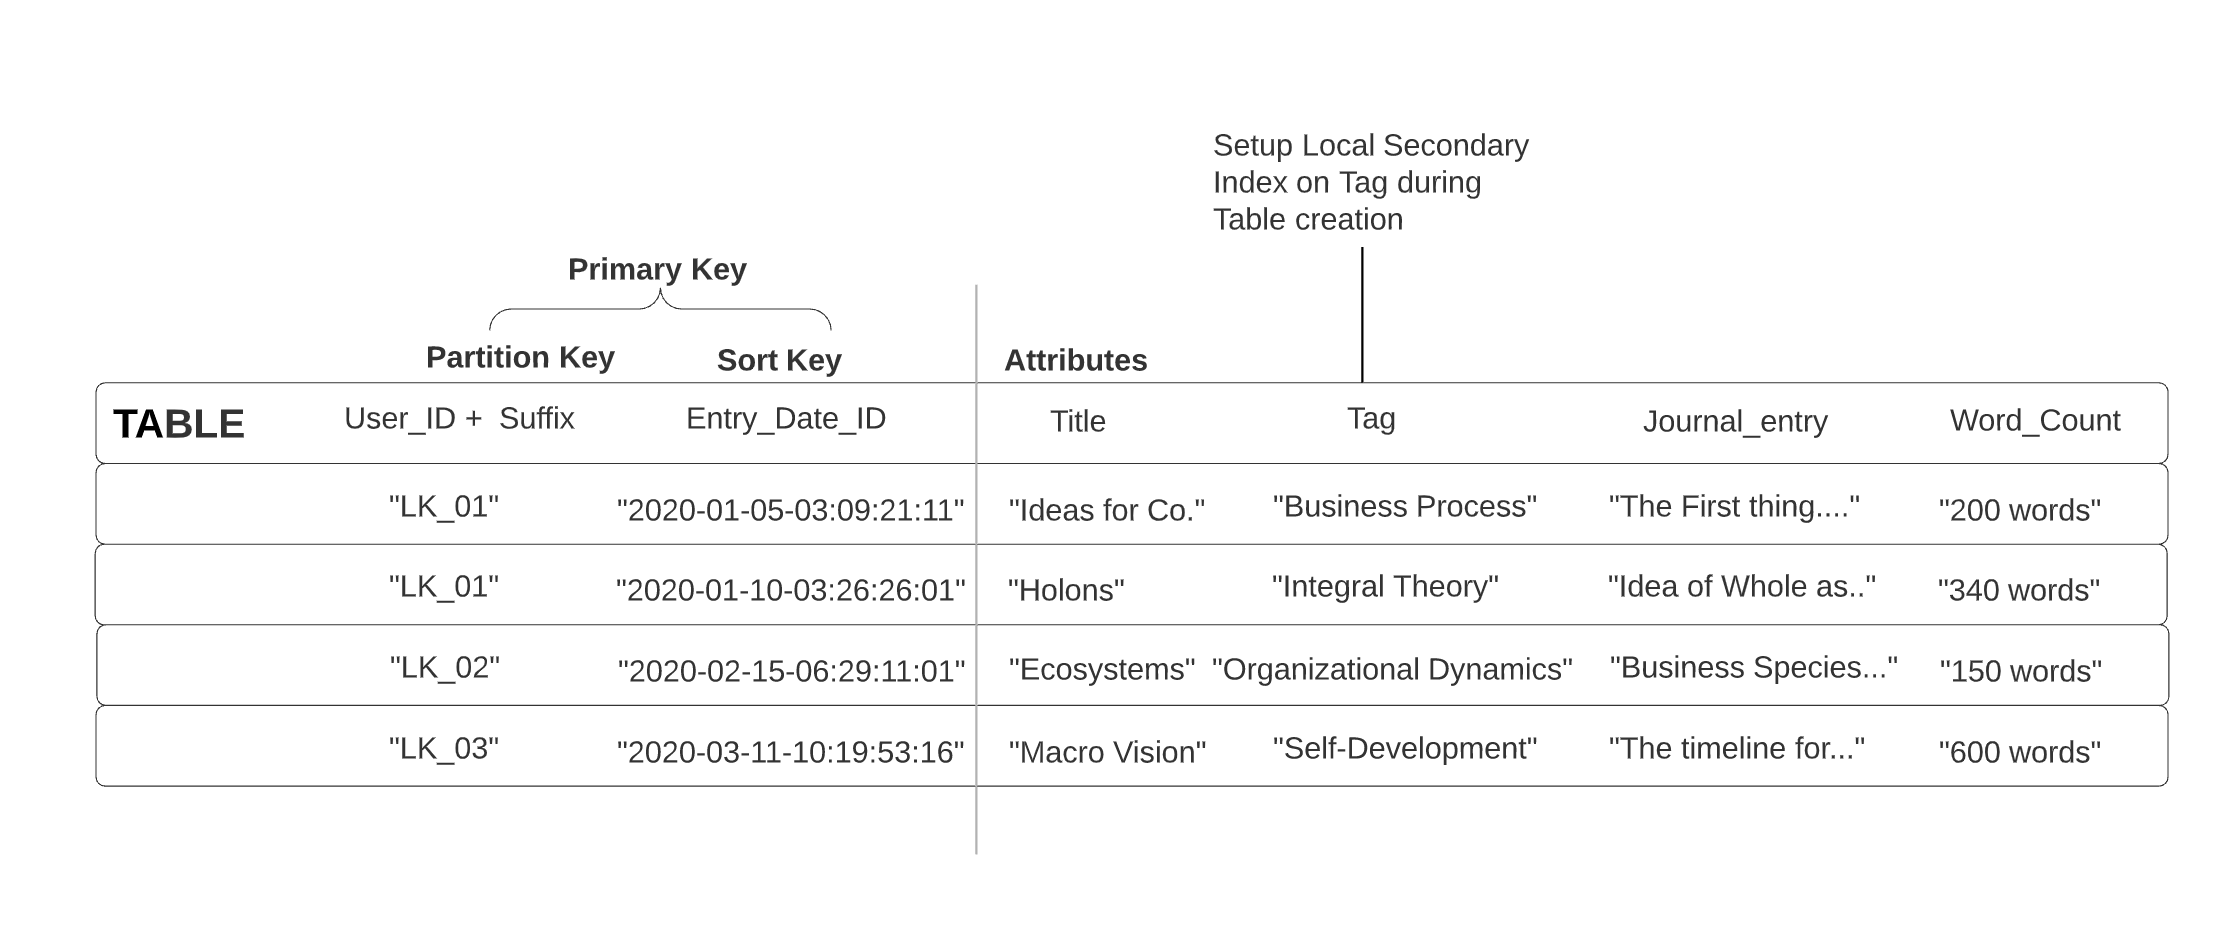 Setup Local Secondary
Index on Tag during
Table creation
Primary Key
Partition Key Sort Key Attributes
TABLE User_ID +  Suffix Entry_Date_ID Title Tag Journal_entry Word_Count
"LK_01" "2020-01-05-03:09:21:11" "Ideas for Co." "Business Process" "The First thing...." "200 words"
"LK_01" "2020-01-10-03:26:26:01" "Holons" "Integral Theory" "Idea of Whole as.." "340 words"
"LK_02" "2020-02-15-06:29:11:01" "Ecosystems" "Organizational Dynamics" "Business Species..." "150 words"
"LK_03" "2020-03-11-10:19:53:16" "Macro Vision" "Self-Development" "The timeline for..." "600 words"